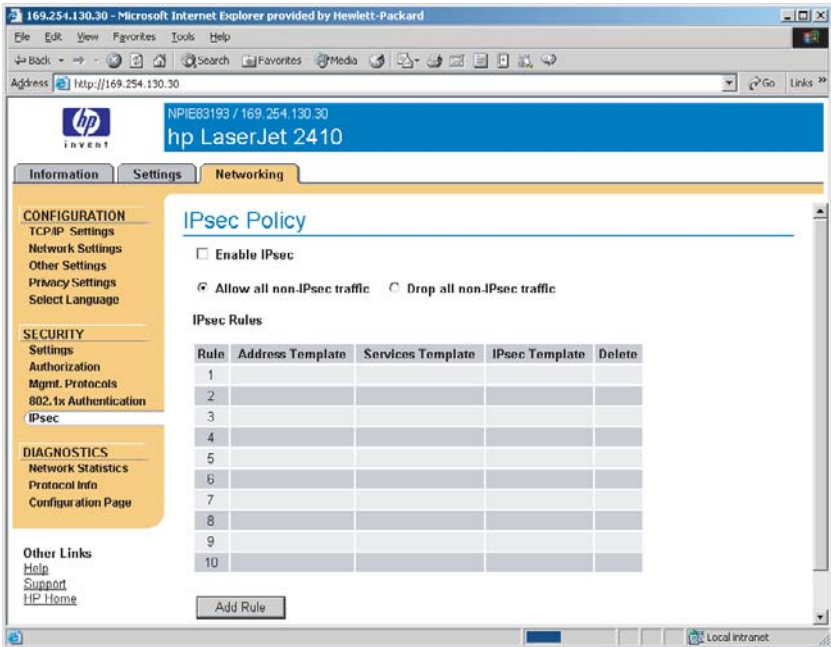 169.254.130.30 - Microsoft Internet Explorer provided by Hewlett-Packard
File Edit View Favorites Tools Help
Back Search Favorites Media
Address http://169.254.130.30 Go Links »
hp
invent
NPIE83193 / 169.254.130.30
hp LaserJet 2410
Information Settings Networking
CONFIGURATION
TCP/IP Settings
Network Settings
Other Settings
Privacy Settings
Select Language
SECURITY
Settings
Authorization
Mgmt. Protocols
802.1x Authentication
IPsec
DIAGNOSTICS
Network Statistics
Protocol Info
Configuration Page
Other Links
Help
Support
HP Home
IPsec Policy
Enable IPsec
Allow all non-IPsec traffic Drop all non-IPsec traffic
IPsec Rules
Rule Address Template Services Template IPsec Template Delete
1
2
3
4
5
6
7
8
9
10
Add Rule
Local intranet